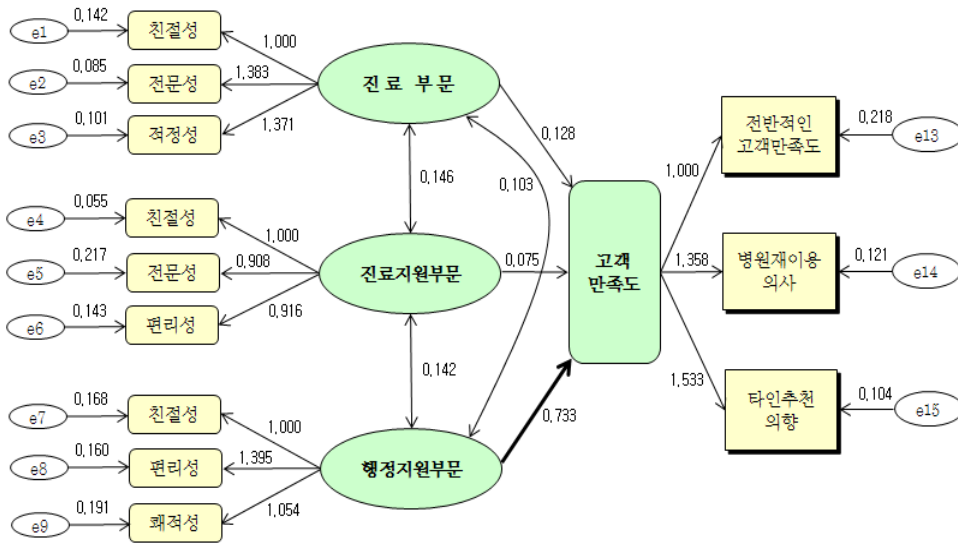 e1
0,142
친절성
1,000
e2
0,085
전문성
1,383
e3
0,101
적정성
1,371
진료 부문
0,128
0,146
0,103
e4
0,055
친절성
1,000
e5
0,217
전문성
0,908
e6
0,143
편리성
0,916
진료지원부문
0,075
0,142
e7
0,168
친절성
1,000
e8
0,160
편리성
1,395
e9
0,191
쾌적성
1,054
행정지원부문
0,733
고객
만족도
1,000
전반적인
고객만족도
0,218
e13
1,358
병원재이용
의사
0,121
e14
1,533
타인추천
의향
0,104
e15